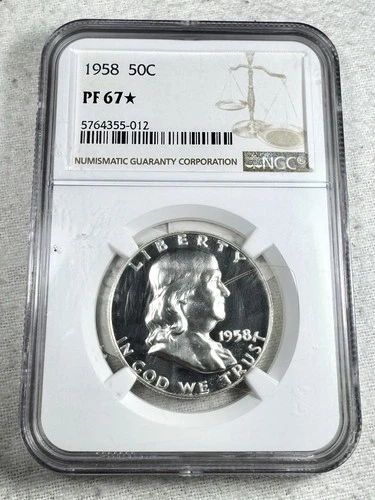 1958 50C
PF 67★
5764355-012
NUMISMATIC GUARANTY CORPORATION
NGC®
LIBERTY
1958
IN GOD WE TRUST